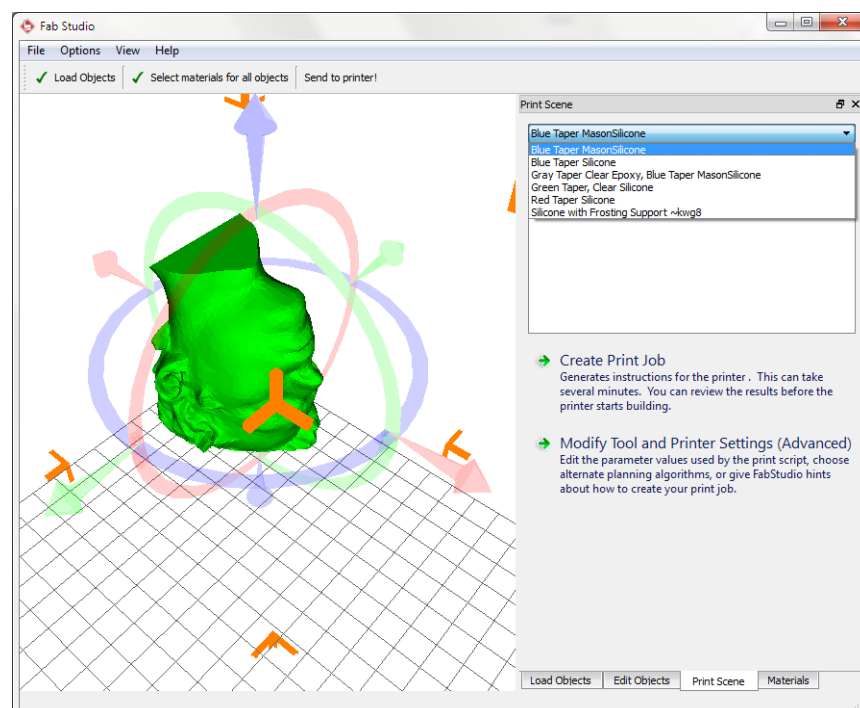 Fab Studio
File Options View Help
Load Objects Select materials for all objects Send to printer!
Print Scene
Blue Taper MasonSilicone
Blue Taper MasonSilicone
Blue Taper Silicone
Gray Taper Clear Epoxy, Blue Taper MasonSilicone
Green Taper, Clear Silicone
Red Taper Silicone
Silicone with Frosting Support ~kwg8
Create Print Job
Generates instructions for the printer . This can take
several minutes. You can review the results before the
printer starts building.
Modify Tool and Printer Settings (Advanced)
Edit the parameter values used by the print script, choose
alternate planning algorithms, or give FabStudio hints
about how to create your print job.
Load Objects Edit Objects Print Scene Materials